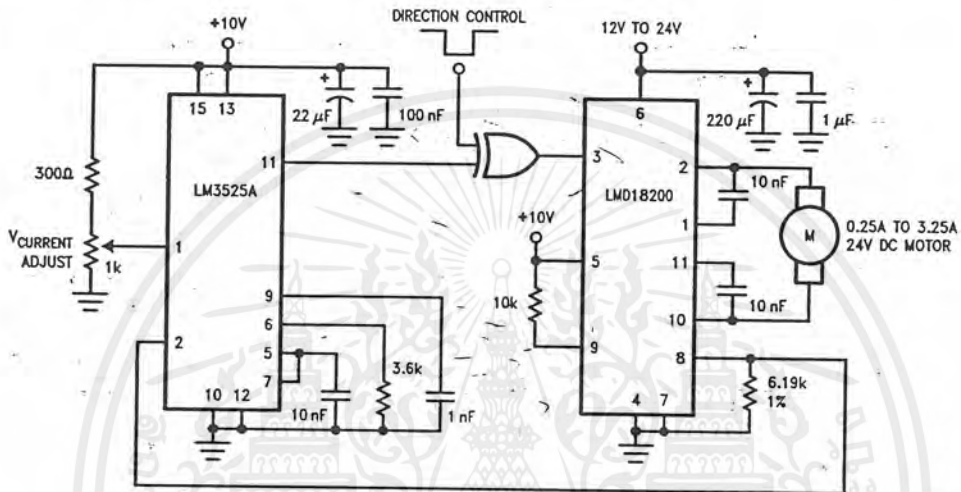 DIRECTION CONTROL
+10V
12V TO 24V
15 13
22 µF
+
100 nF
6
220 µF
+
1 µF
300Ω
11
LM3525A
3
LMD18200
2
10 nF
1
M
0.25A TO 3.25A
24V DC MOTOR
VCURRENT
ADJUST
1k
1
+10V
5
11
10 nF
10k
9
10
2
9
6
5
7
3.6k
8
6.19k
1%
10 12
10 nF
1 nF
4 7